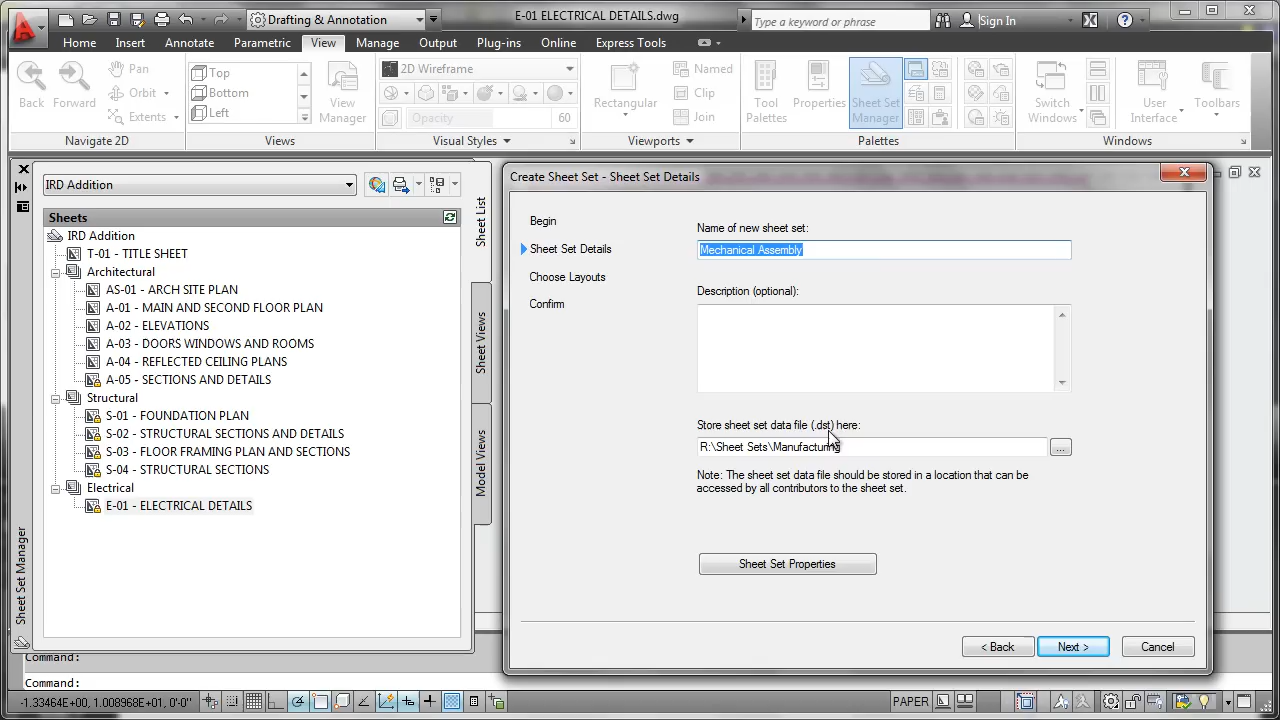 Drafting & Annotation
E-01 ELECTRICAL DETAILS.dwg
Type a keyword or phrase
Sign In
Home Insert Annotate Parametric View Manage Output Plug-ins Online Express Tools
Back
Forward
Pan
Orbit
Extents
Navigate 2D
Top
Bottom
Left
View
Manager
Views
2D Wireframe
Opacity 60
Visual Styles
Rectangular
Named
Clip
Join
Viewports
Tool
Palettes
Properties
Sheet Set
Manager
Palettes
Switch
Windows
User
Interface
Toolbars
Windows
IRD Addition
Sheets
IRD Addition
T-01 - TITLE SHEET
Architectural
AS-01 - ARCH SITE PLAN
A-01 - MAIN AND SECOND FLOOR PLAN
A-02 - ELEVATIONS
A-03 - DOORS WINDOWS AND ROOMS
A-04 - REFLECTED CEILING PLANS
A-05 - SECTIONS AND DETAILS
Structural
S-01 - FOUNDATION PLAN
S-02 - STRUCTURAL SECTIONS AND DETAILS
S-03 - FLOOR FRAMING PLAN AND SECTIONS
S-04 - STRUCTURAL SECTIONS
Electrical
E-01 - ELECTRICAL DETAILS
Sheet List
Sheet Views
Model Views
Sheet Set Manager
Create Sheet Set - Sheet Set Details
Begin
Sheet Set Details
Choose Layouts
Confirm
Name of new sheet set:
Mechanical Assembly
Description (optional):
Store sheet set data file (.dst) here:
R:\Sheet Sets\Manufacturing
...
Note: The sheet set data file should be stored in a location that can
be accessed by all contributors to the sheet set.
Sheet Set Properties
< Back
Next >
Cancel
Command:
Command:
-1.33464E+00, 1.008968E+01, 0'-0"
PAPER